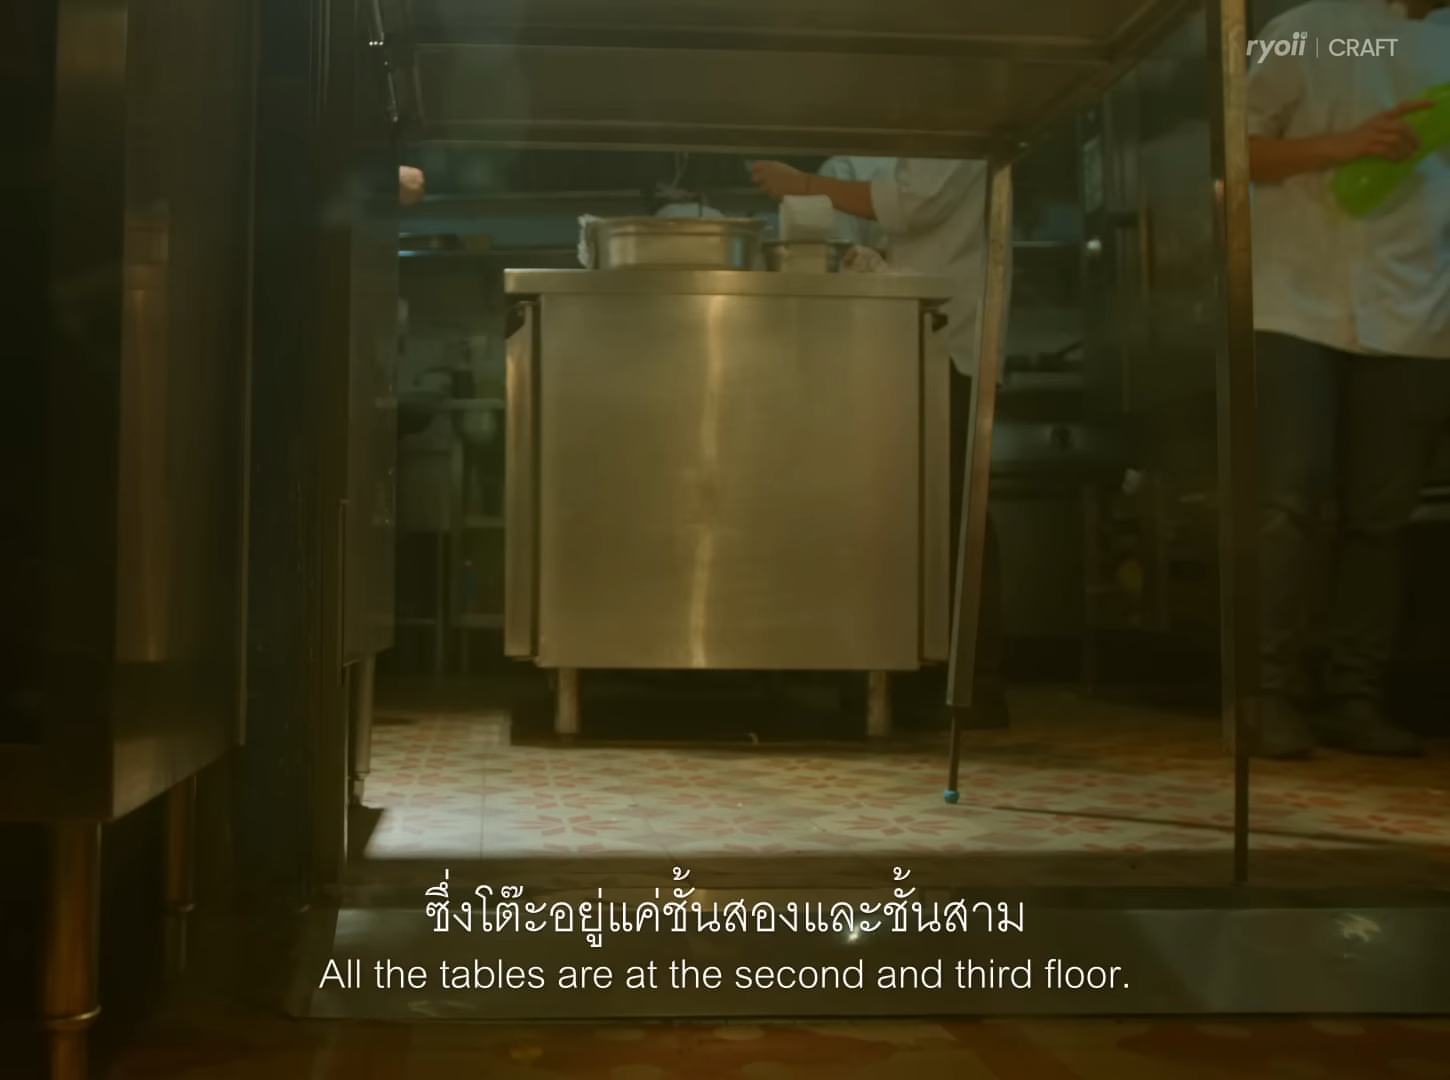 ryoii | CRAFT
ซึ่งโต๊ะอยู่แค่ชั้นสองและชั้นสาม
All the tables are at the second and third floor.